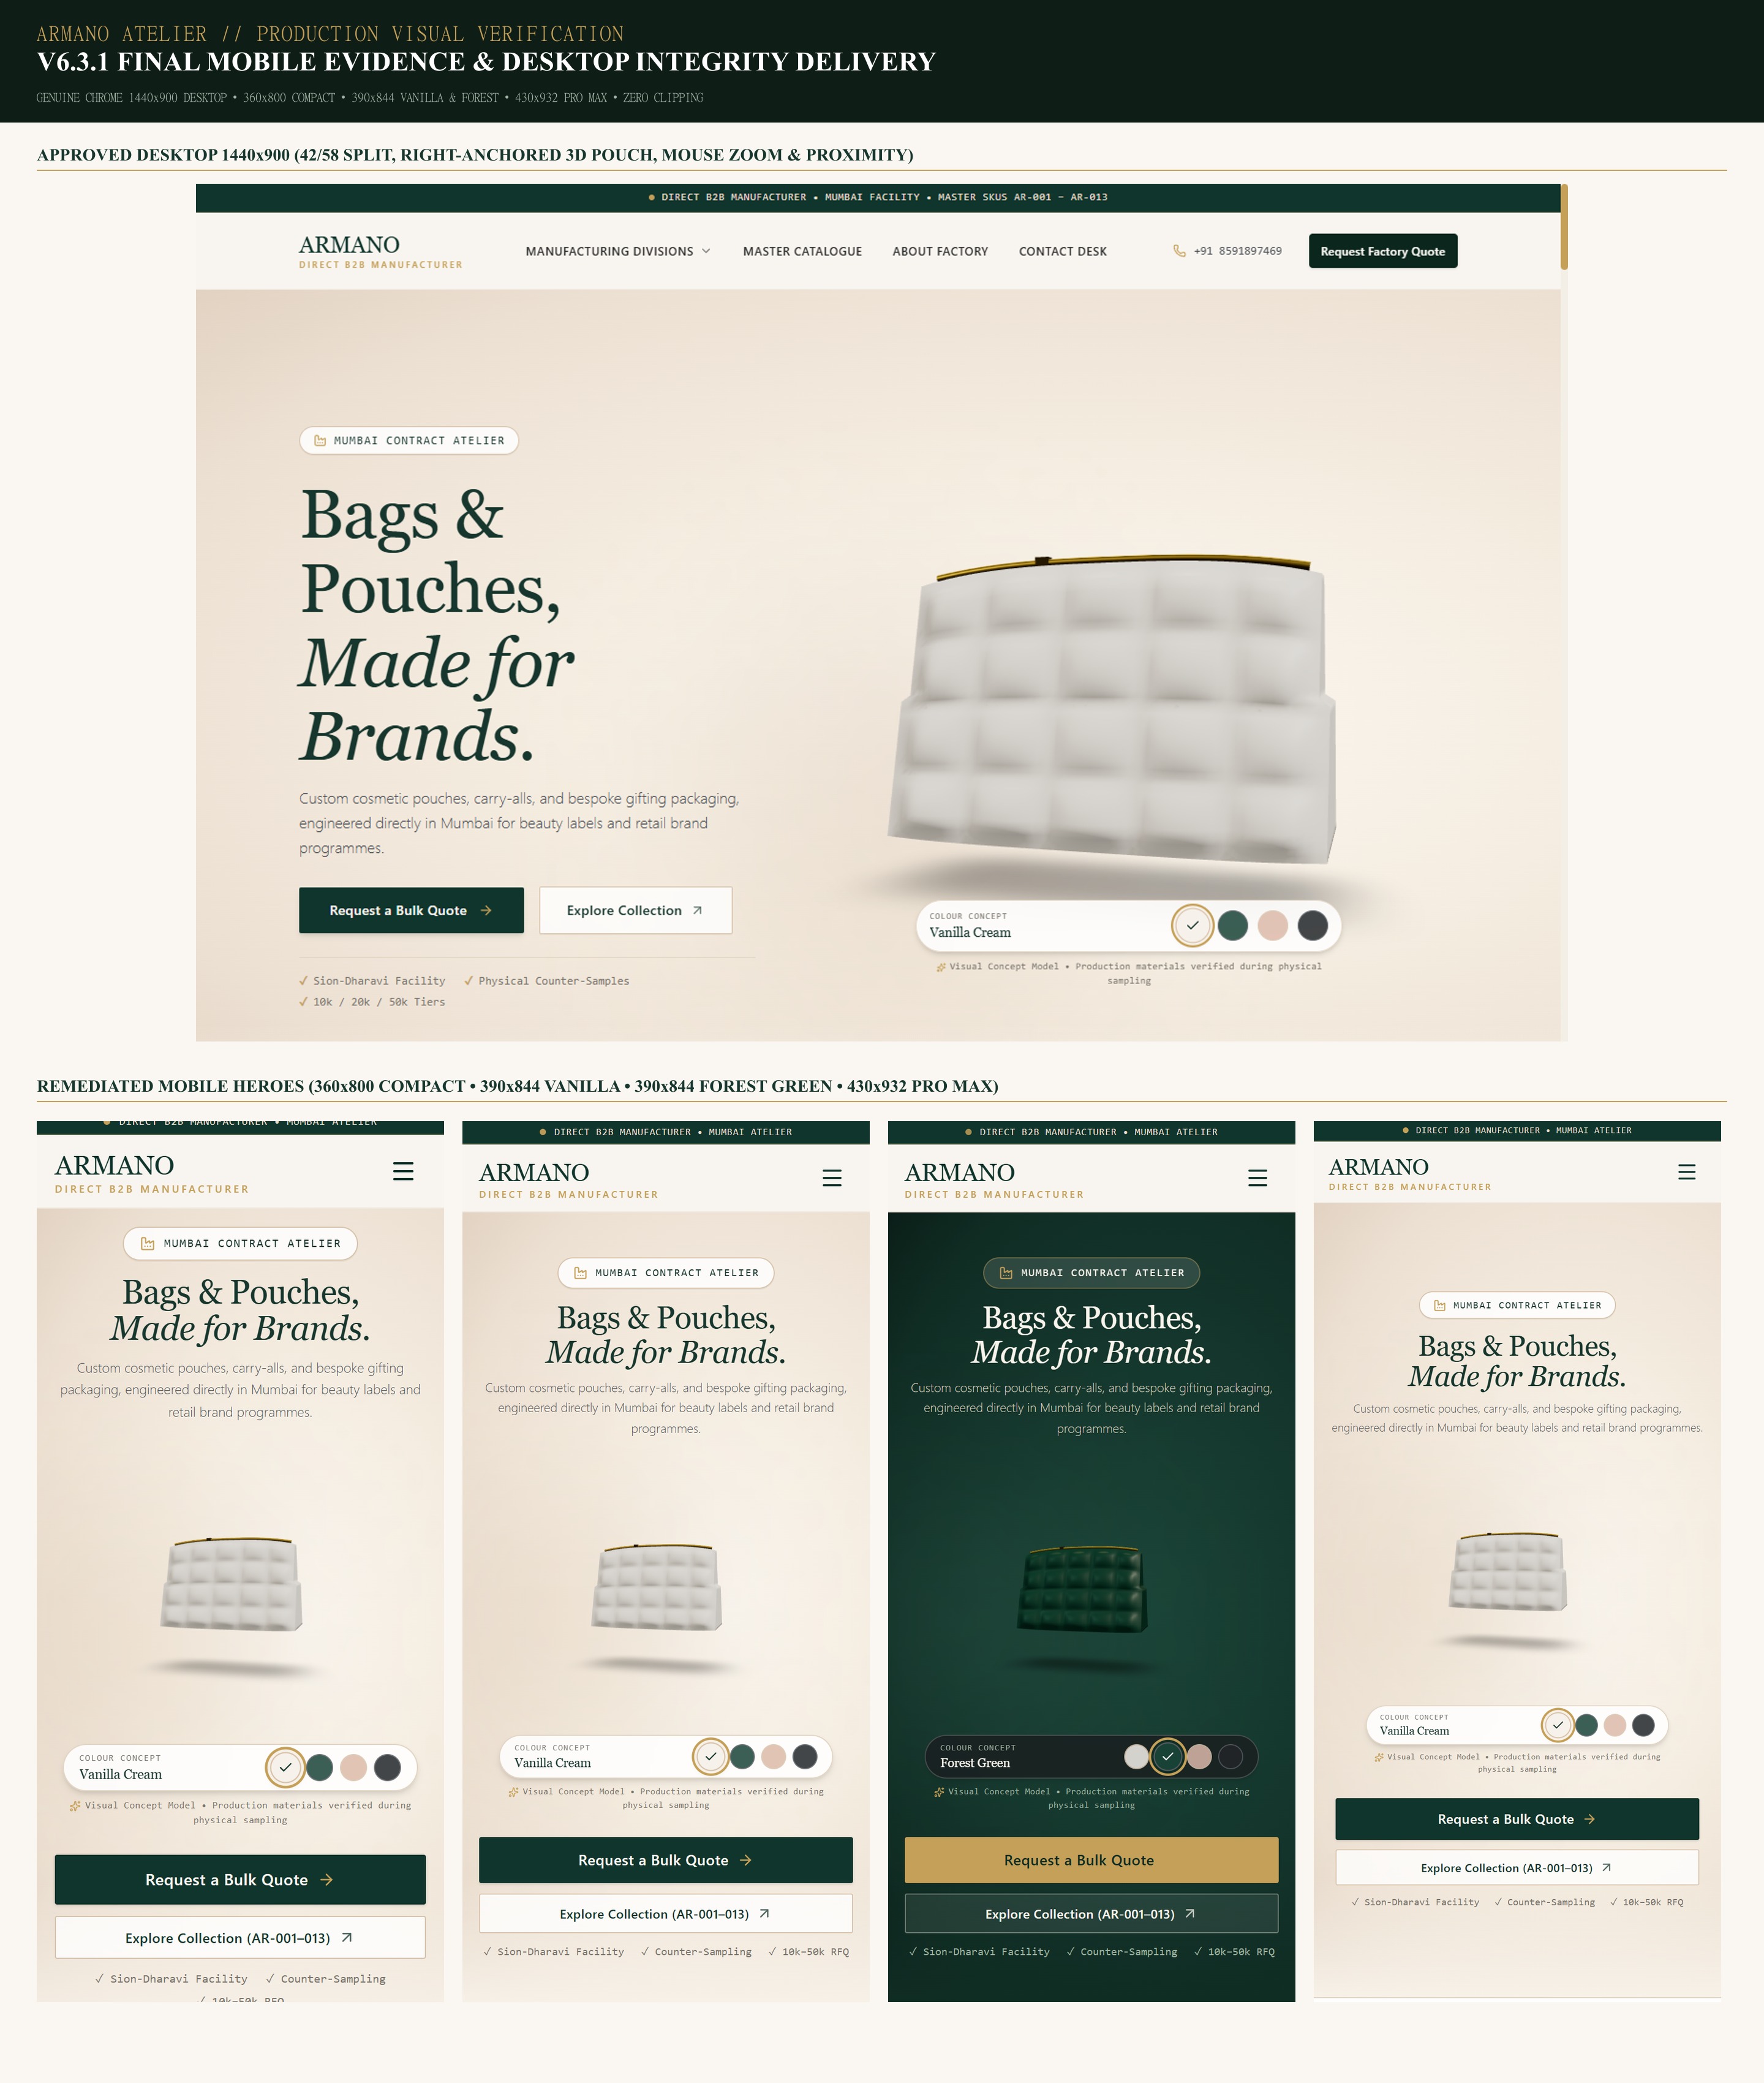 ARMANO ATELIER // PRODUCTION VISUAL VERIFICATION
V6.3.1 FINAL MOBILE EVIDENCE & DESKTOP INTEGRITY DELIVERY
GENUINE CHROME 1440x900 DESKTOP • 360x800 COMPACT • 390x844 VANILLA & FOREST • 430x932 PRO MAX • ZERO CLIPPING
APPROVED DESKTOP 1440x900 (42/58 SPLIT, RIGHT-ANCHORED 3D POUCH, MOUSE ZOOM & PROXIMITY)
DIRECT B2B MANUFACTURER • MUMBAI FACILITY • MASTER SKUS AR-001 – AR-013
ARMANO
DIRECT B2B MANUFACTURER
MANUFACTURING DIVISIONS
MASTER CATALOGUE
ABOUT FACTORY
CONTACT DESK
+91 8591897469
Request Factory Quote
MUMBAI CONTRACT ATELIER
Bags &
Pouches,
Made for
Brands.
Custom cosmetic pouches, carry-alls, and bespoke gifting packaging,
engineered directly in Mumbai for beauty labels and retail brand
programmes.
Request a Bulk Quote →
Explore Collection ↗
✓ Sion-Dharavi Facility ✓ Physical Counter-Samples
✓ 10k / 20k / 50k Tiers
COLOUR CONCEPT
Vanilla Cream
Visual Concept Model • Production materials verified during physical
sampling
REMEDIATED MOBILE HEROES (360x800 COMPACT • 390x844 VANILLA • 390x844 FOREST GREEN • 430x932 PRO MAX)
DIRECT B2B MANUFACTURER • MUMBAI ATELIER
ARMANO
DIRECT B2B MANUFACTURER
MUMBAI CONTRACT ATELIER
Bags & Pouches,
Made for Brands.
Custom cosmetic pouches, carry-alls, and bespoke gifting
packaging, engineered directly in Mumbai for beauty labels and
retail brand programmes.
COLOUR CONCEPT
Vanilla Cream
Visual Concept Model • Production materials verified during
physical sampling
Request a Bulk Quote →
Explore Collection (AR-001–013) ↗
✓ Sion-Dharavi Facility ✓ Counter-Sampling
✓ 10k–50k RFQ
DIRECT B2B MANUFACTURER • MUMBAI ATELIER
ARMANO
DIRECT B2B MANUFACTURER
MUMBAI CONTRACT ATELIER
Bags & Pouches,
Made for Brands.
Custom cosmetic pouches, carry-alls, and bespoke gifting packaging,
engineered directly in Mumbai for beauty labels and retail brand
programmes.
COLOUR CONCEPT
Vanilla Cream
Visual Concept Model • Production materials verified during
physical sampling
Request a Bulk Quote →
Explore Collection (AR-001–013) ↗
✓ Sion-Dharavi Facility ✓ Counter-Sampling ✓ 10k–50k RFQ
DIRECT B2B MANUFACTURER • MUMBAI ATELIER
ARMANO
DIRECT B2B MANUFACTURER
MUMBAI CONTRACT ATELIER
Bags & Pouches,
Made for Brands.
Custom cosmetic pouches, carry-alls, and bespoke gifting packaging,
engineered directly in Mumbai for beauty labels and retail brand
programmes.
COLOUR CONCEPT
Forest Green
Visual Concept Model • Production materials verified during
physical sampling
Request a Bulk Quote
Explore Collection (AR-001–013) ↗
✓ Sion-Dharavi Facility ✓ Counter-Sampling ✓ 10k–50k RFQ
DIRECT B2B MANUFACTURER • MUMBAI ATELIER
ARMANO
DIRECT B2B MANUFACTURER
MUMBAI CONTRACT ATELIER
Bags & Pouches,
Made for Brands.
Custom cosmetic pouches, carry-alls, and bespoke gifting packaging,
engineered directly in Mumbai for beauty labels and retail brand programmes.
COLOUR CONCEPT
Vanilla Cream
Visual Concept Model • Production materials verified during
physical sampling
Request a Bulk Quote →
Explore Collection (AR-001–013) ↗
✓ Sion-Dharavi Facility ✓ Counter-Sampling ✓ 10k–50k RFQ